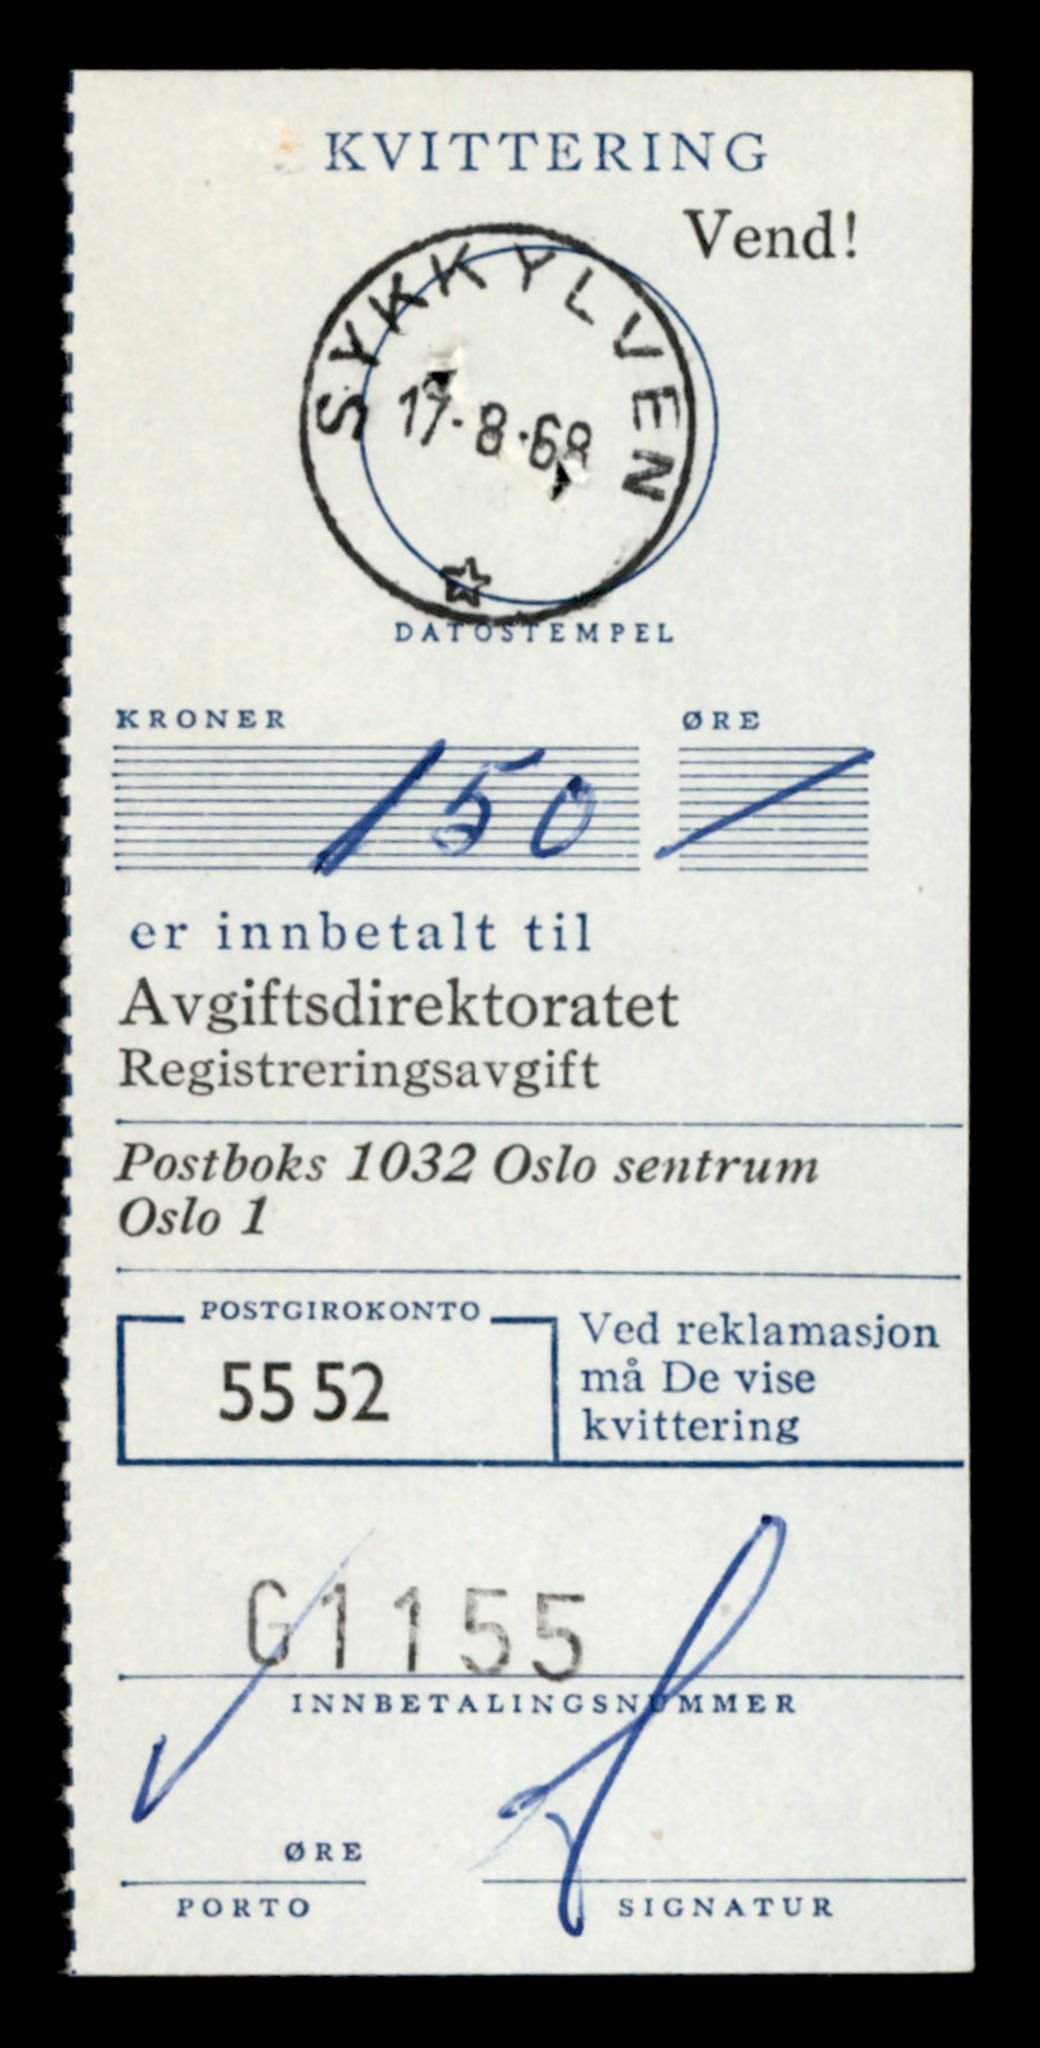 KVITTERING
Vend!
SYKKYLVEN
17.8.68
DATOSTEMPEL
KRONER ØRE
150 /
er innbetalt til
Avgiftsdirektoratet
Registreringsavgift
Postboks 1032 Oslo sentrum
Oslo 1
POSTGIROKONTO
55 52
Ved reklamasjon
må De vise
kvittering
G1155
INNBETALINGSNUMMER
ØRE
PORTO
SIGNATUR